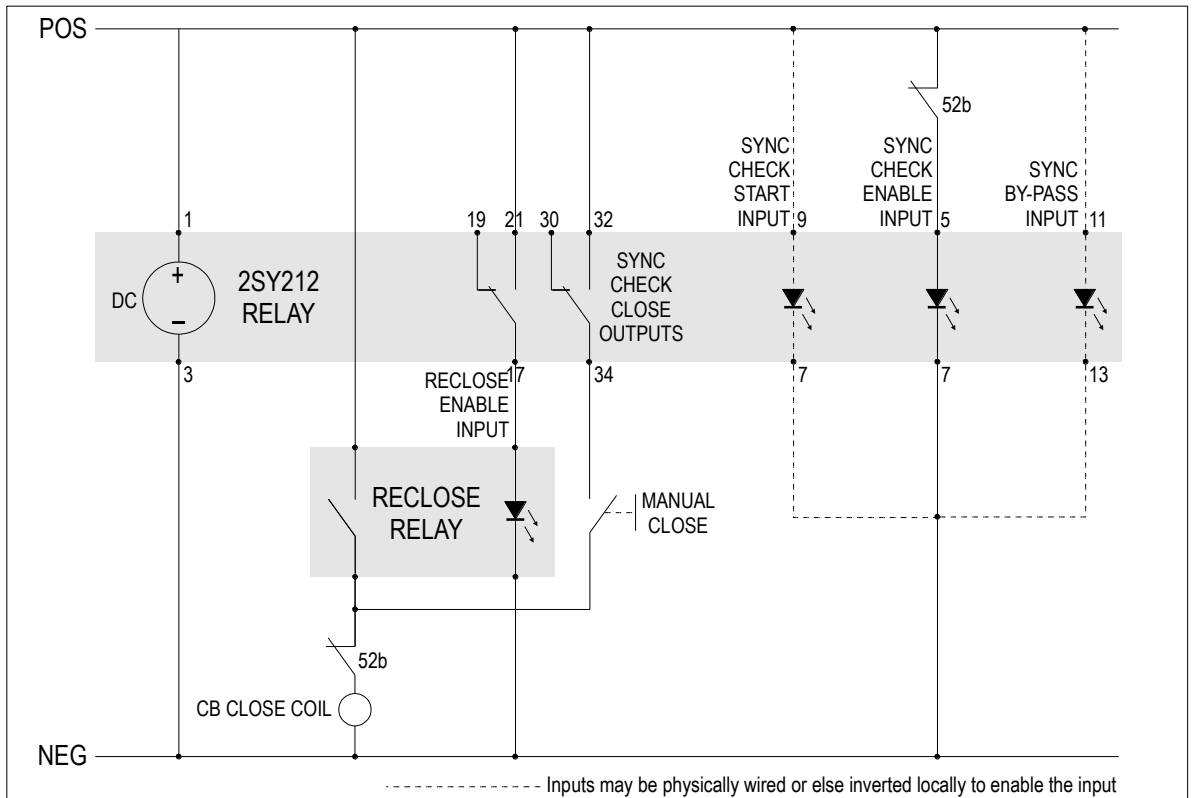 POS
52b
SYNC
CHECK
START
INPUT
SYNC
CHECK
ENABLE
INPUT
SYNC
BY-PASS
INPUT
1
19
21
30
32
9
5
11
+
DC
−
2SY212
RELAY
SYNC
CHECK
CLOSE
OUTPUTS
3
17
34
7
7
13
RECLOSE
ENABLE
INPUT
RECLOSE
RELAY
MANUAL
CLOSE
52b
CB CLOSE COIL
NEG
Inputs may be physically wired or else inverted locally to enable the input